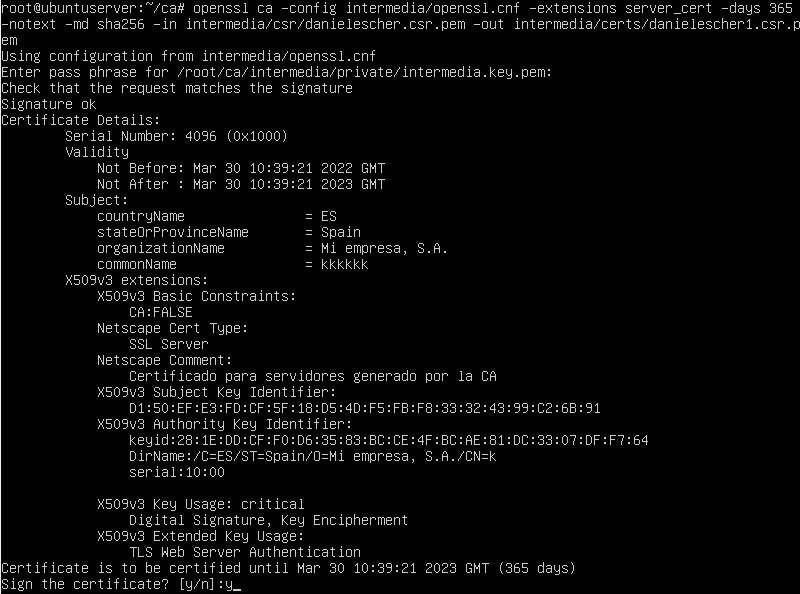 root@ubuntuserver:~/ca# openssl ca -config intermedia/openssl.cnf -extensions server_cert -days 365
-notext -md sha256 -in intermedia/csr/danielescher.csr.pem -out intermedia/certs/danielescher1.csr.p
em
Using configuration from intermedia/openssl.cnf
Enter pass phrase for /root/ca/intermedia/private/intermedia.key.pem:
Check that the request matches the signature
Signature ok
Certificate Details:
        Serial Number: 4096 (0x1000)
        Validity
            Not Before: Mar 30 10:39:21 2022 GMT
            Not After : Mar 30 10:39:21 2023 GMT
        Subject:
            countryName               = ES
            stateOrProvinceName       = Spain
            organizationName          = Mi empresa, S.A.
            commonName                = kkkkkk
        X509v3 extensions:
            X509v3 Basic Constraints:
                CA:FALSE
            Netscape Cert Type:
                SSL Server
            Netscape Comment:
                Certificado para servidores generado por la CA
            X509v3 Subject Key Identifier:
                D1:50:EF:E3:FD:CF:5F:18:D5:4D:F5:FB:F8:33:32:43:99:C2:6B:91
            X509v3 Authority Key Identifier:
                keyid:28:1E:DD:CF:F0:D6:35:83:BC:CE:4F:BC:AE:81:DC:33:07:DF:F7:64
                DirName:/C=ES/ST=Spain/O=Mi empresa, S.A./CN=k
                serial:10:00

            X509v3 Key Usage: critical
                Digital Signature, Key Encipherment
            X509v3 Extended Key Usage:
                TLS Web Server Authentication
Certificate is to be certified until Mar 30 10:39:21 2023 GMT (365 days)
Sign the certificate? [y/n]:y_